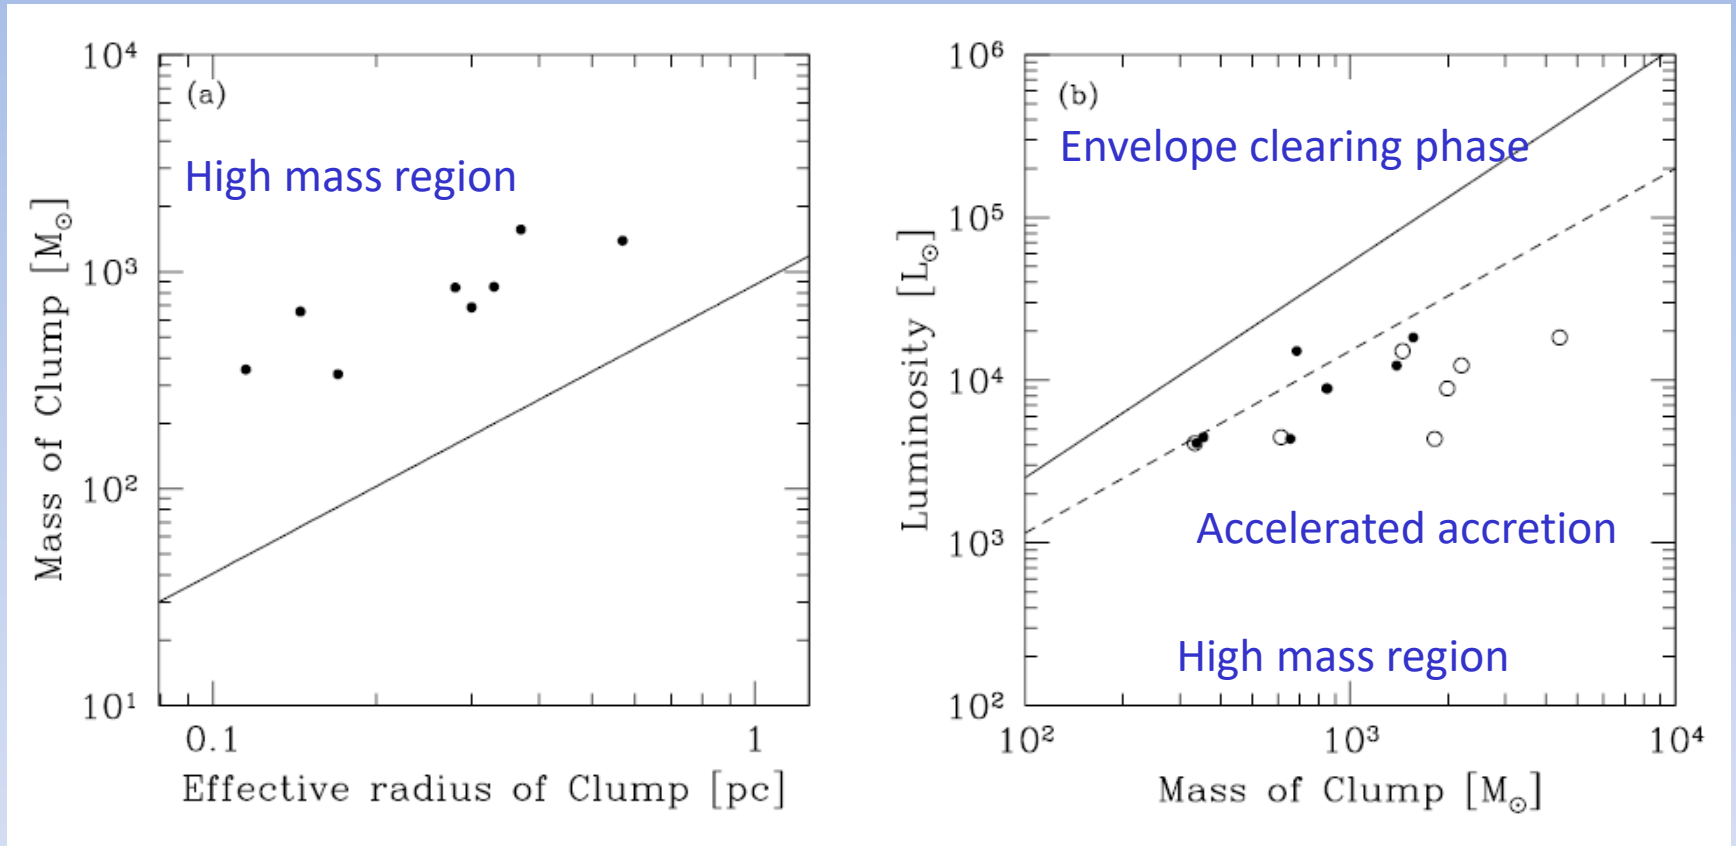 (a)
High mass region
10⁴
10³
10²
10¹
Mass of Clump [M⊙]
0.1 1
Effective radius of Clump [pc]
(b)
Envelope clearing phase
Accelerated accretion
High mass region
10⁶
10⁵
10⁴
10³
10²
Luminosity [L⊙]
10² 10³ 10⁴
Mass of Clump [M⊙]